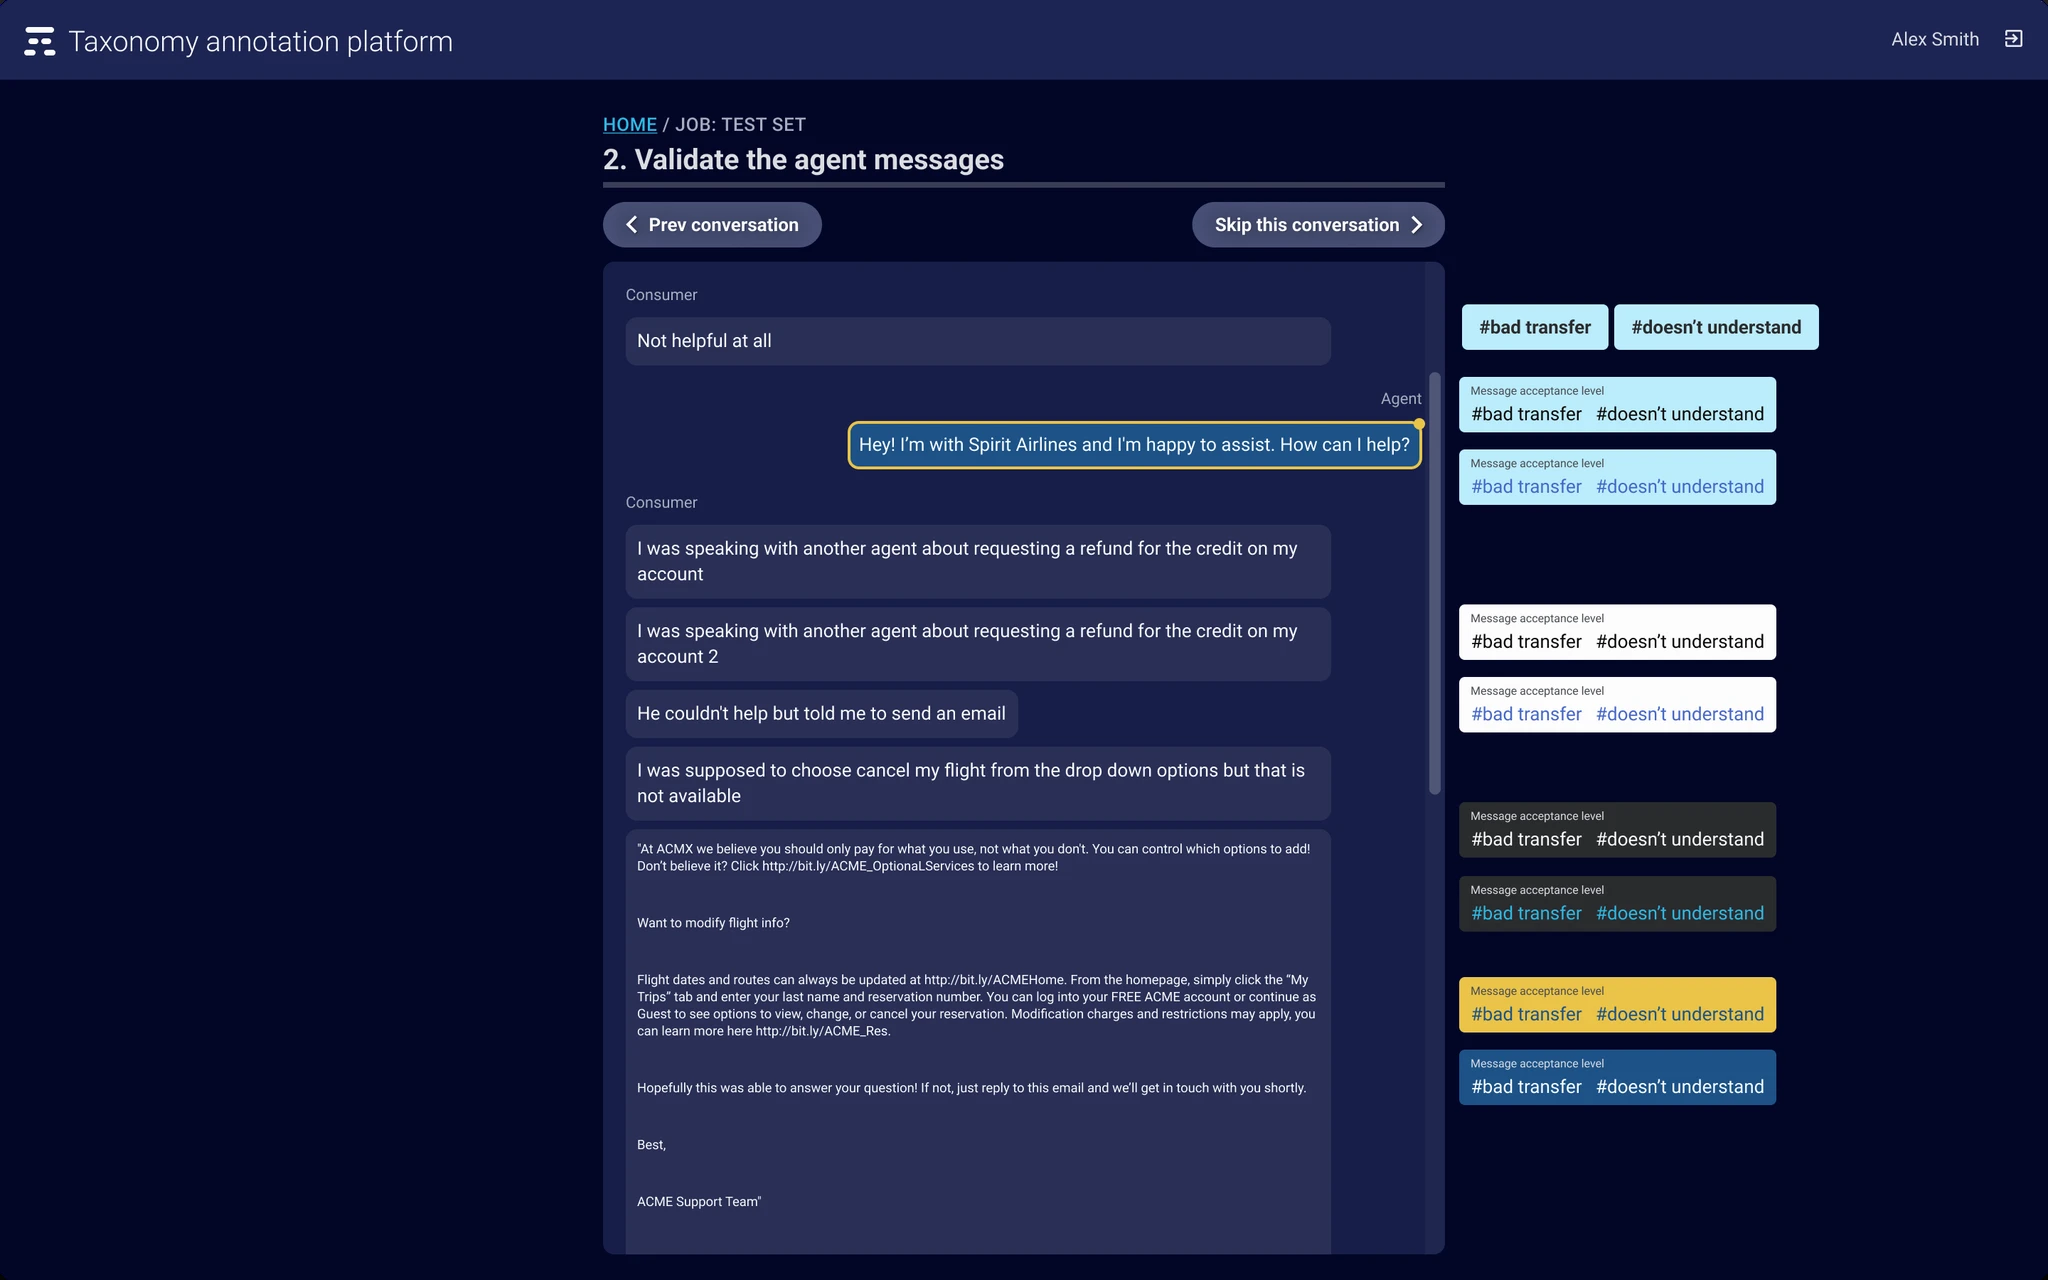 Taxonomy annotation platform
Alex Smith
HOME / JOB: TEST SET
2. Validate the agent messages
Prev conversation
Skip this conversation
Consumer
Not helpful at all
Agent
Hey! I’m with Spirit Airlines and I'm happy to assist. How can I help?
Consumer
I was speaking with another agent about requesting a refund for the credit on my
account
I was speaking with another agent about requesting a refund for the credit on my
account 2
He couldn't help but told me to send an email
I was supposed to choose cancel my flight from the drop down options but that is
not available
"At ACMX we believe you should only pay for what you use, not what you don't. You can control which options to add!
Don’t believe it? Click http://bit.ly/ACME_OptionaLServices to learn more!
Want to modify flight info?
Flight dates and routes can always be updated at http://bit.ly/ACMEHome. From the homepage, simply click the “My
Trips” tab and enter your last name and reservation number. You can log into your FREE ACME account or continue as
Guest to see options to view, change, or cancel your reservation. Modification charges and restrictions may apply, you
can learn more here http://bit.ly/ACME_Res.
Hopefully this was able to answer your question! If not, just reply to this email and we’ll get in touch with you shortly.
Best,
ACME Support Team"
#bad transfer #doesn’t understand
Message acceptance level
#bad transfer #doesn’t understand
Message acceptance level
#bad transfer #doesn’t understand
Message acceptance level
#bad transfer #doesn’t understand
Message acceptance level
#bad transfer #doesn’t understand
Message acceptance level
#bad transfer #doesn’t understand
Message acceptance level
#bad transfer #doesn’t understand
Message acceptance level
#bad transfer #doesn’t understand
Message acceptance level
#bad transfer #doesn’t understand